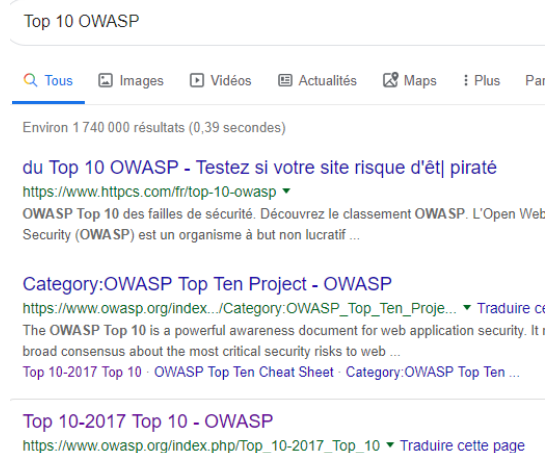 Top 10 OWASP
Tous Images Vidéos Actualités Maps Plus Par
Environ 1 740 000 résultats (0,39 secondes)
du Top 10 OWASP - Testez si votre site risque d'êt| piraté
https://www.httpcs.com/fr/top-10-owasp
OWASP Top 10 des failles de sécurité. Découvrez le classement OWASP. L'Open Web
Security (OWASP) est un organisme à but non lucratif ...
Category:OWASP Top Ten Project - OWASP
https://www.owasp.org/index.../Category:OWASP_Top_Ten_Proje... Traduire ce
The OWASP Top 10 is a powerful awareness document for web application security. It
broad consensus about the most critical security risks to web ...
Top 10-2017 Top 10 · OWASP Top Ten Cheat Sheet · Category:OWASP Top Ten ...
Top 10-2017 Top 10 - OWASP
https://www.owasp.org/index.php/Top_10-2017_Top_10 Traduire cette page